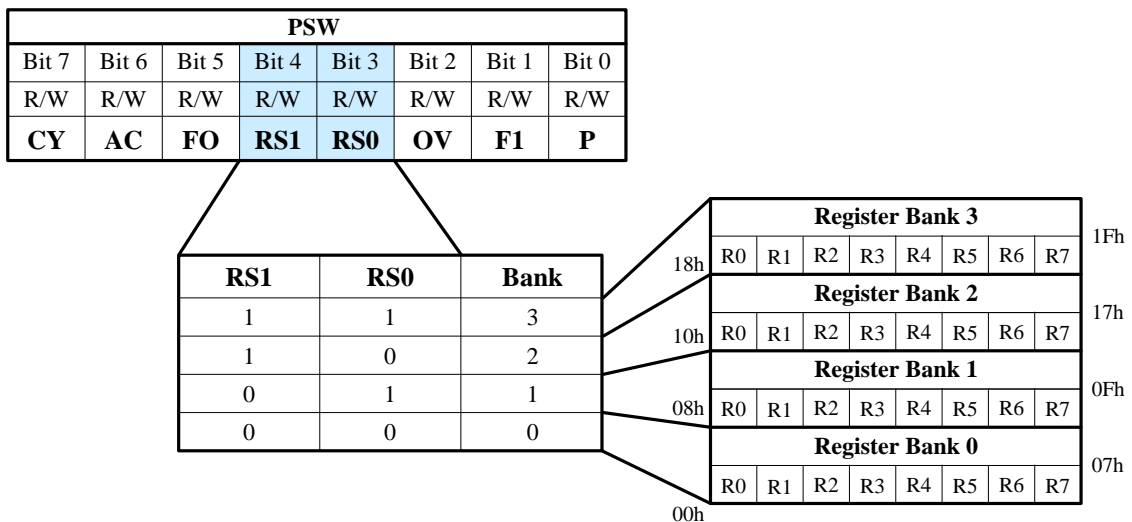 PSW
Bit 7 Bit 6 Bit 5 Bit 4 Bit 3 Bit 2 Bit 1 Bit 0
R/W R/W R/W R/W R/W R/W R/W R/W
CY AC FO RS1 RS0 OV F1 P
RS1 RS0 Bank
1 1 3
1 0 2
0 1 1
0 0 0
Register Bank 3
1Fh
18h R0 R1 R2 R3 R4 R5 R6 R7
Register Bank 2
17h
10h R0 R1 R2 R3 R4 R5 R6 R7
Register Bank 1
0Fh
08h R0 R1 R2 R3 R4 R5 R6 R7
Register Bank 0
07h
R0 R1 R2 R3 R4 R5 R6 R7
00h